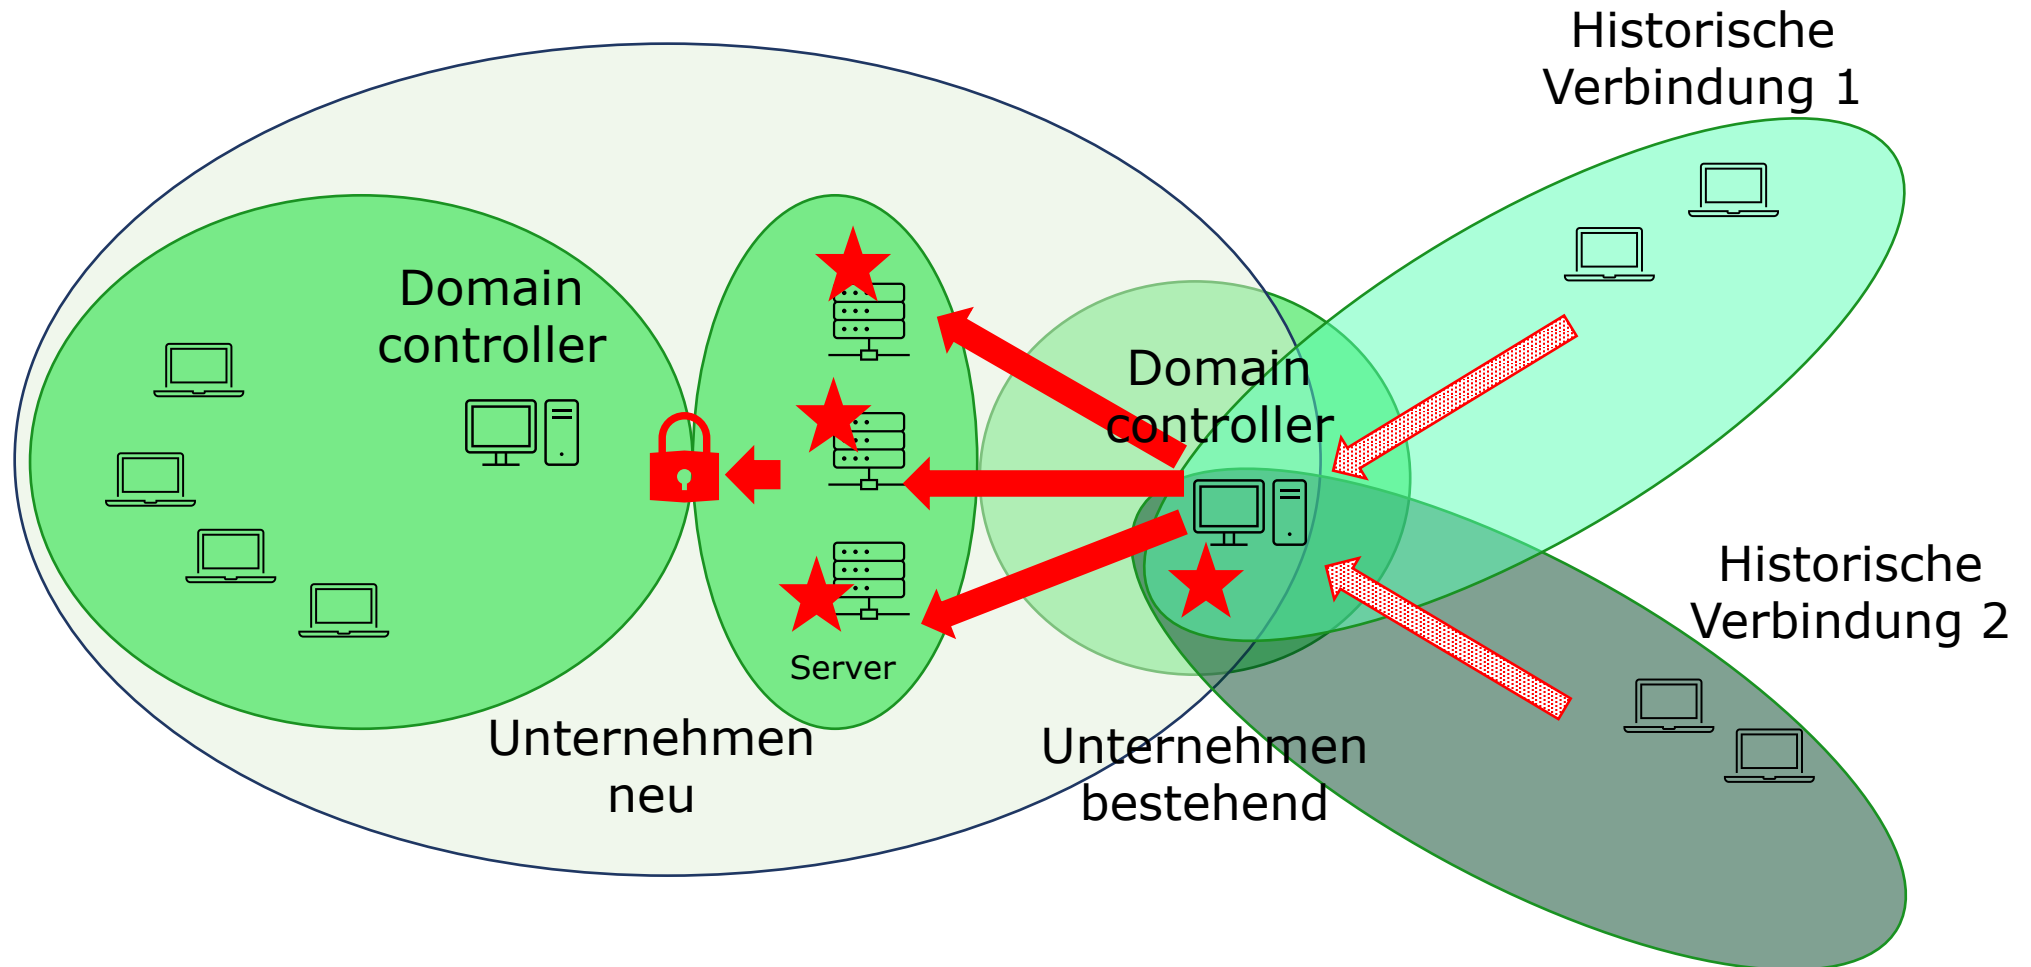 Historische
Verbindung 1
Domain
controller
Domain
controller
Historische
Verbindung 2
Server
Unternehmen
neu
Unternehmen
bestehend